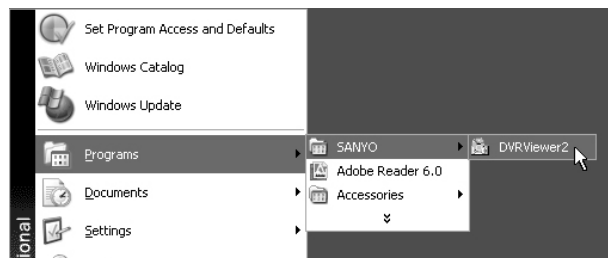 Set Program Access and Defaults
Windows Catalog
Windows Update
Programs
SANYO
DVRViewer2
Adobe Reader 6.0
Documents
Accessories
Settings
ional